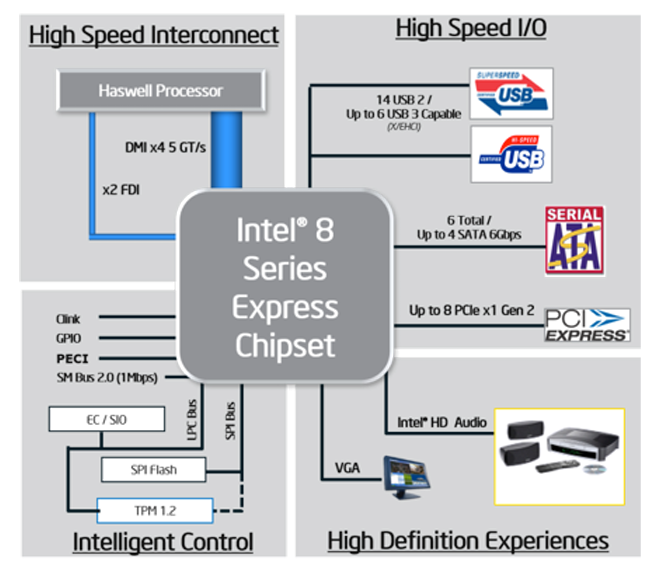 High Speed Interconnect
Haswell Processor
DMI x4 5 GT/s
x2 FDI
High Speed I/O
14 USB 2 /
Up to 6 USB 3 Capable
(X/EHCI)
SUPERSPEED
CERTIFIED USB
HI-SPEED
CERTIFIED USB
6 Total /
Up to 4 SATA 6Gbps
SERIAL
ATA
Up to 8 PCIe x1 Gen 2
PCI
EXPRESS®
Intel® 8
Series
Express
Chipset
Clink
GPIO
PECI
SM Bus 2.0 (1Mbps)
EC / SIO
LPC Bus
SPI Bus
SPI Flash
TPM 1.2
Intelligent Control
Intel® HD Audio
VGA
High Definition Experiences